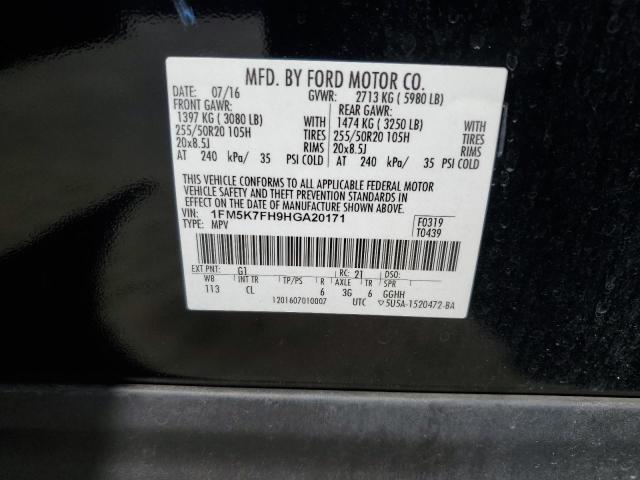 MFD. BY FORD MOTOR CO.
DATE: 07/16 GVWR: 2713 KG ( 5980 LB)
FRONT GAWR: REAR GAWR:
1397 KG ( 3080 LB) WITH 1474 KG ( 3250 LB) WITH
255/50R20 105H TIRES 255/50R20 105H TIRES
20x8.5J RIMS 20x8.5J RIMS
AT 240 kPa/ 35 PSI COLD AT 240 kPa/ 35 PSI COLD
THIS VEHICLE CONFORMS TO ALL APPLICABLE FEDERAL MOTOR
VEHICLE SAFETY AND THEFT PREVENTION STANDARDS IN
EFFECT ON THE DATE OF MANUFACTURE SHOWN ABOVE.
VIN: 1FM5K7FH9HGA20171 F0319
TYPE: MPV T0439
EXT PNT: G1 RC: 21 DSO:
WB INT TR TP/PS R AXLE TR SPR
113 CL 6 3G 6 GGHH
1201607010007 UTC ▽5U5A-1520472-BA